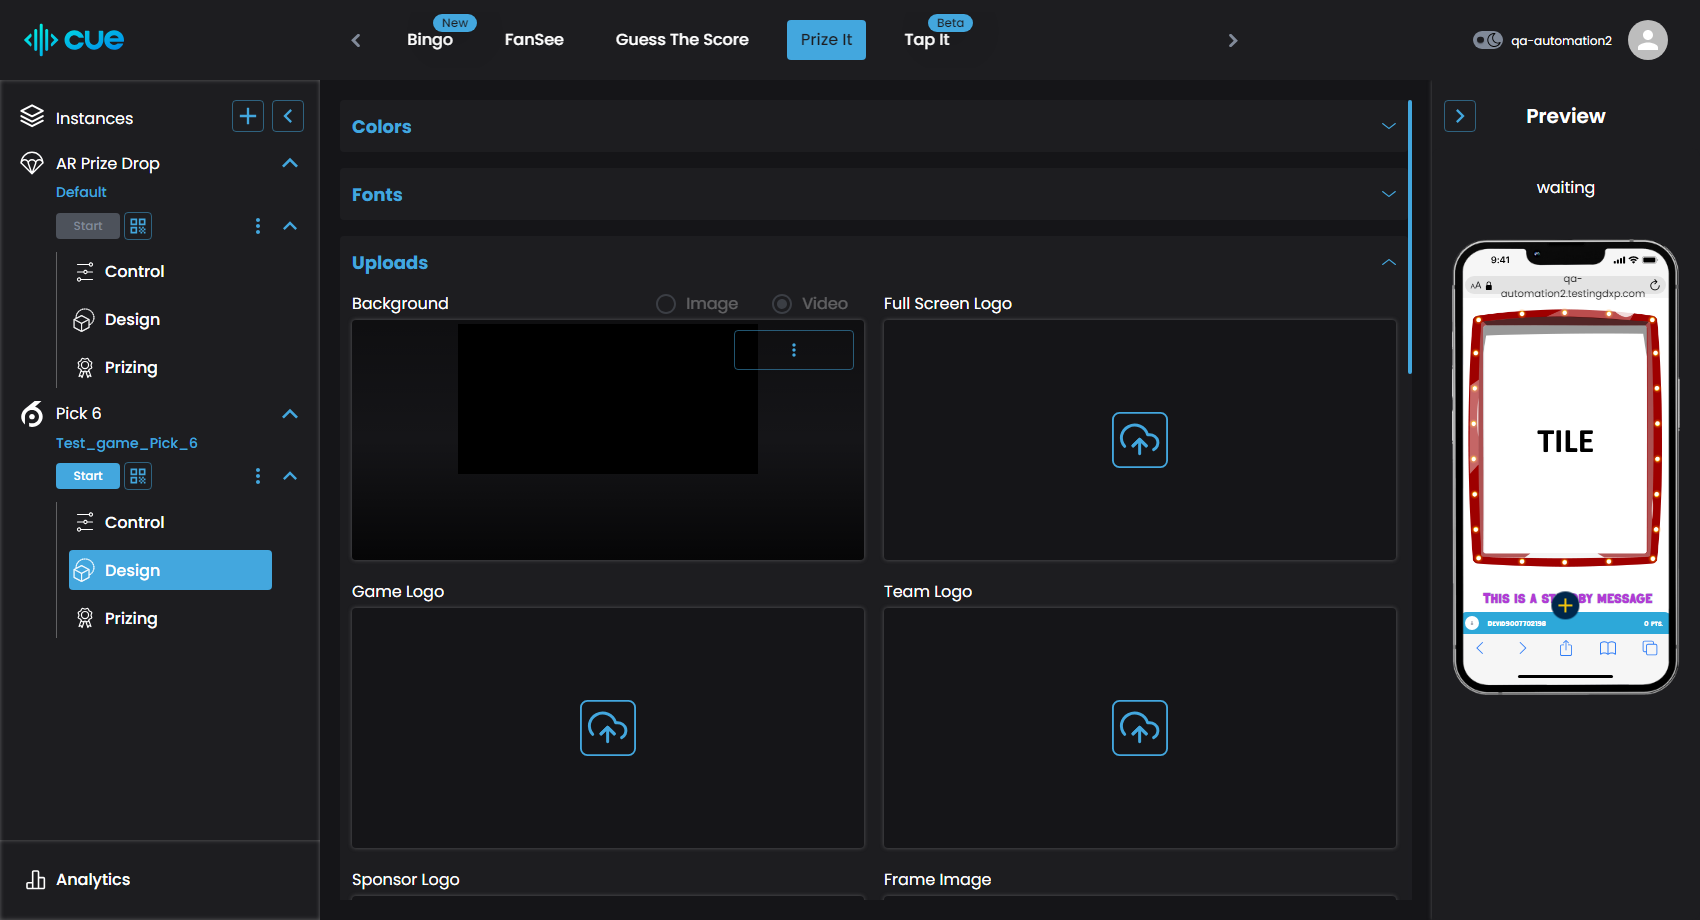 cue
New
Beta
Bingo
FanSee
Guess The Score
Prize It
Tap It
qa-automation2
Instances
AR Prize Drop
Default
Start
Control
Design
Prizing
Pick 6
Test_game_Pick_6
Start
Control
Design
Prizing
Analytics
Colors
Fonts
Uploads
Background
Image
Video
Full Screen Logo
Game Logo
Team Logo
Sponsor Logo
Frame Image
Preview
waiting
9:41
AA
qa-
automation2.testingdxp.com
TILE
This is a st by message
0 PTS.